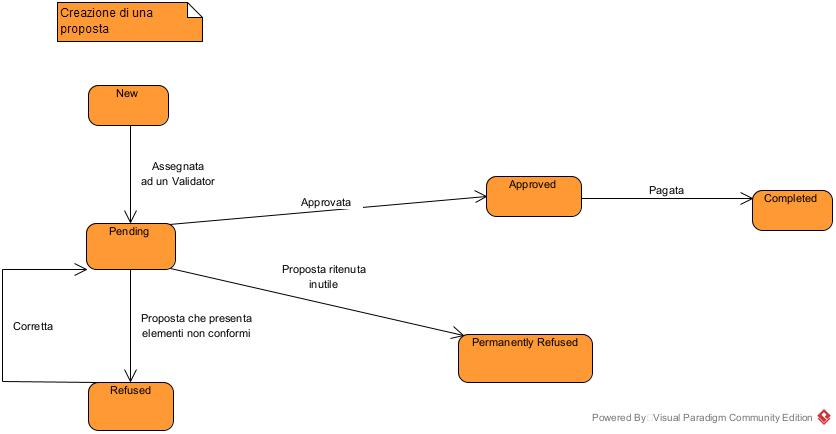 Creazione di una
proposta
New
Assegnata
ad un Validator
Approvata
Approved
Pagata
Completed
Pending
Proposta ritenuta
inutile
Proposta che presenta
elementi non conformi
Corretta
Permanently Refused
Refused
Powered By Visual Paradigm Community Edition